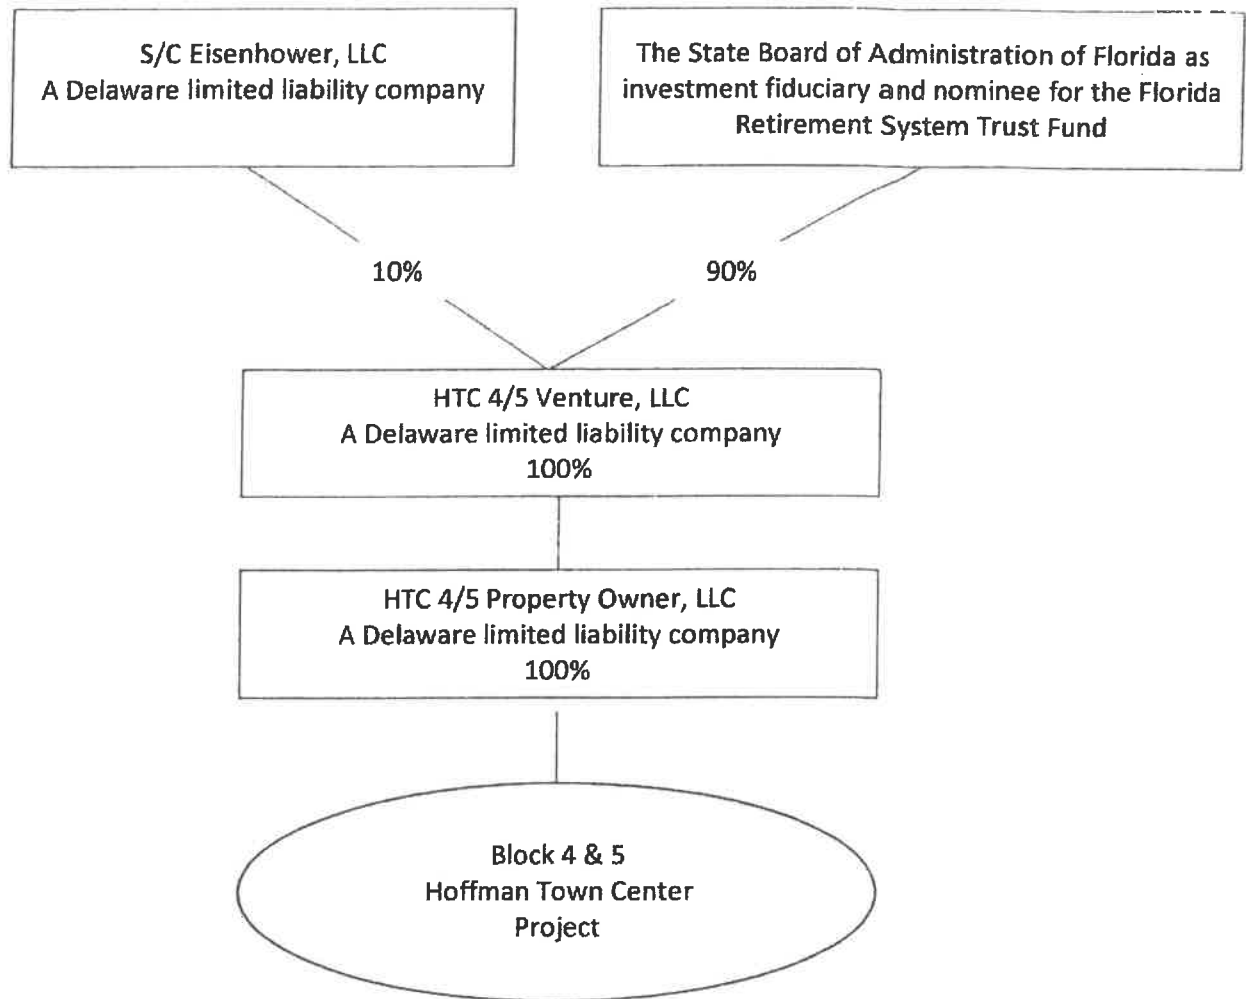 S/C Eisenhower, LLC
A Delaware limited liability company
The State Board of Administration of Florida as
investment fiduciary and nominee for the Florida
Retirement System Trust Fund
10%
90%
HTC 4/5 Venture, LLC
A Delaware limited liability company
100%
HTC 4/5 Property Owner, LLC
A Delaware limited liability company
100%
Block 4 & 5
Hoffman Town Center
Project